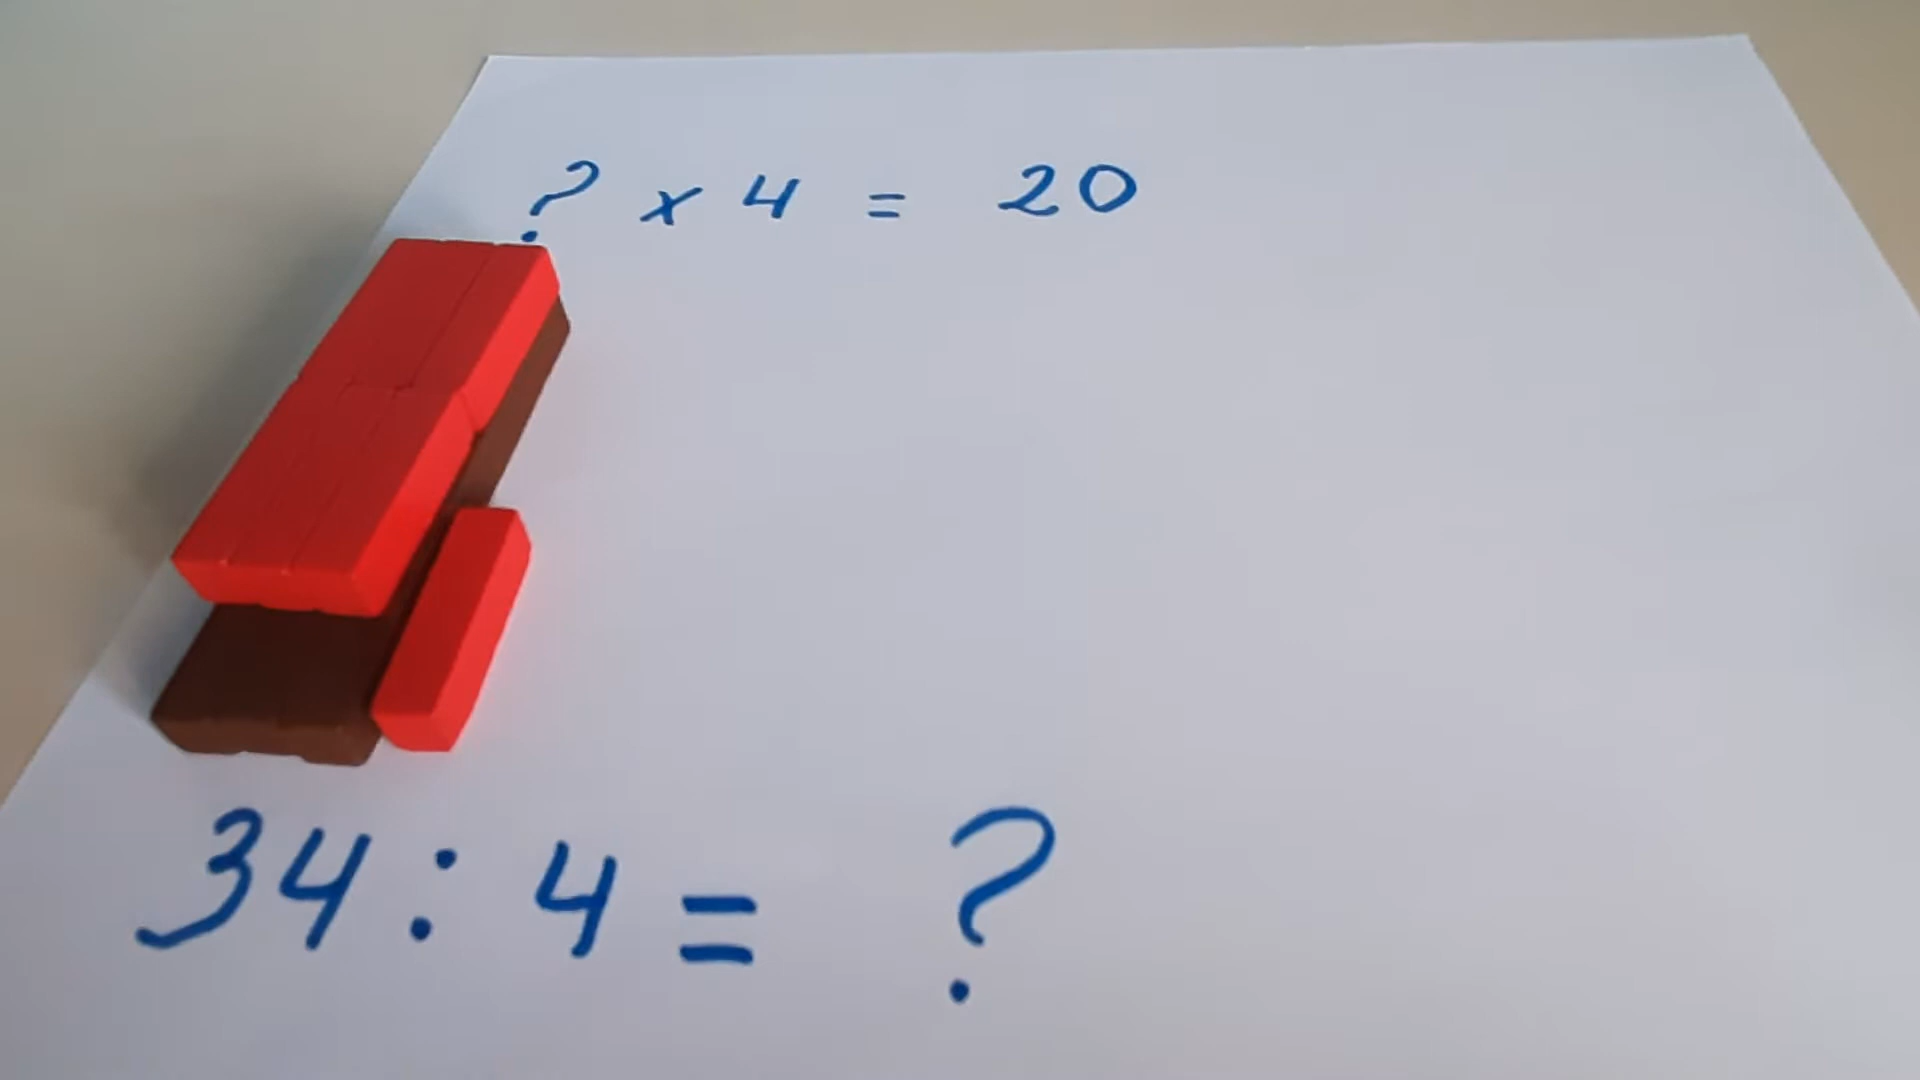 ? x 4 = 20
34 : 4 = ?